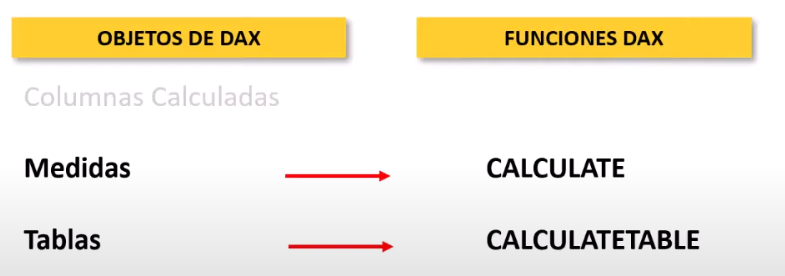 OBJETOS DE DAX
FUNCIONES DAX
Columnas Calculadas
Medidas
CALCULATE
Tablas
CALCULATETABLE